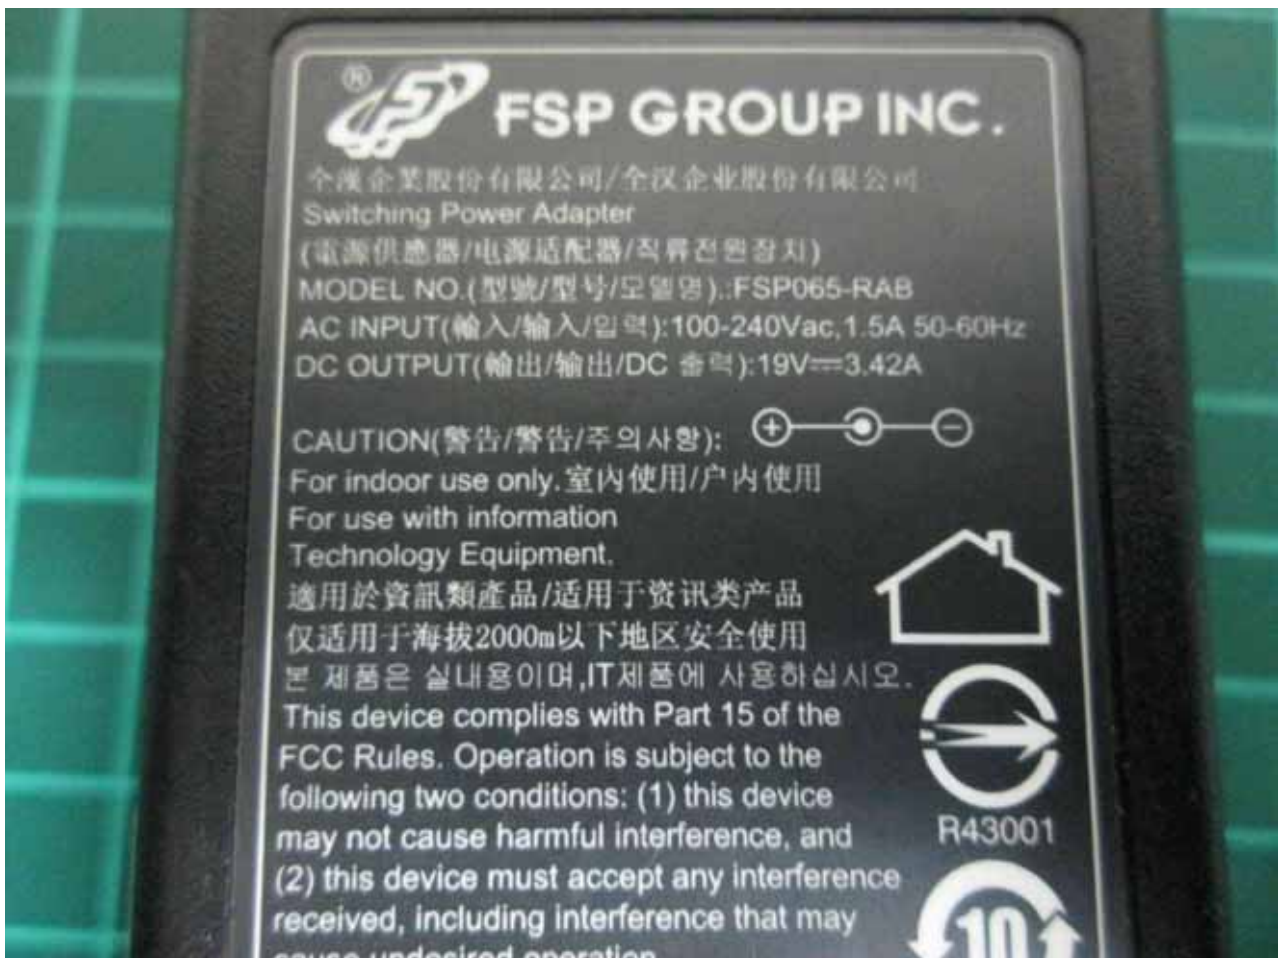 ® FSP GROUP INC.
全漢企業股份有限公司/全汉企业股份有限公司
Switching Power Adapter
(電源供應器/电源适配器/직류전원장치)
MODEL NO.(型號/型号/모델명).:FSP065-RAB
AC INPUT(輸入/输入/입력):100-240Vac,1.5A 50-60Hz
DC OUTPUT(輸出/输出/DC 출력):19V⎓3.42A
CAUTION(警告/警告/주의사항):
For indoor use only.室內使用/户内使用
For use with information
Technology Equipment.
適用於資訊類產品/适用于资讯类产品
仅适用于海拔2000m以下地区安全使用
본 제품은 실내용이며,IT제품에 사용하십시오.
This device complies with Part 15 of the
FCC Rules. Operation is subject to the
following two conditions: (1) this device
may not cause harmful interference, and
R43001
(2) this device must accept any interference
received, including interference that may
10
cause undesired operation.